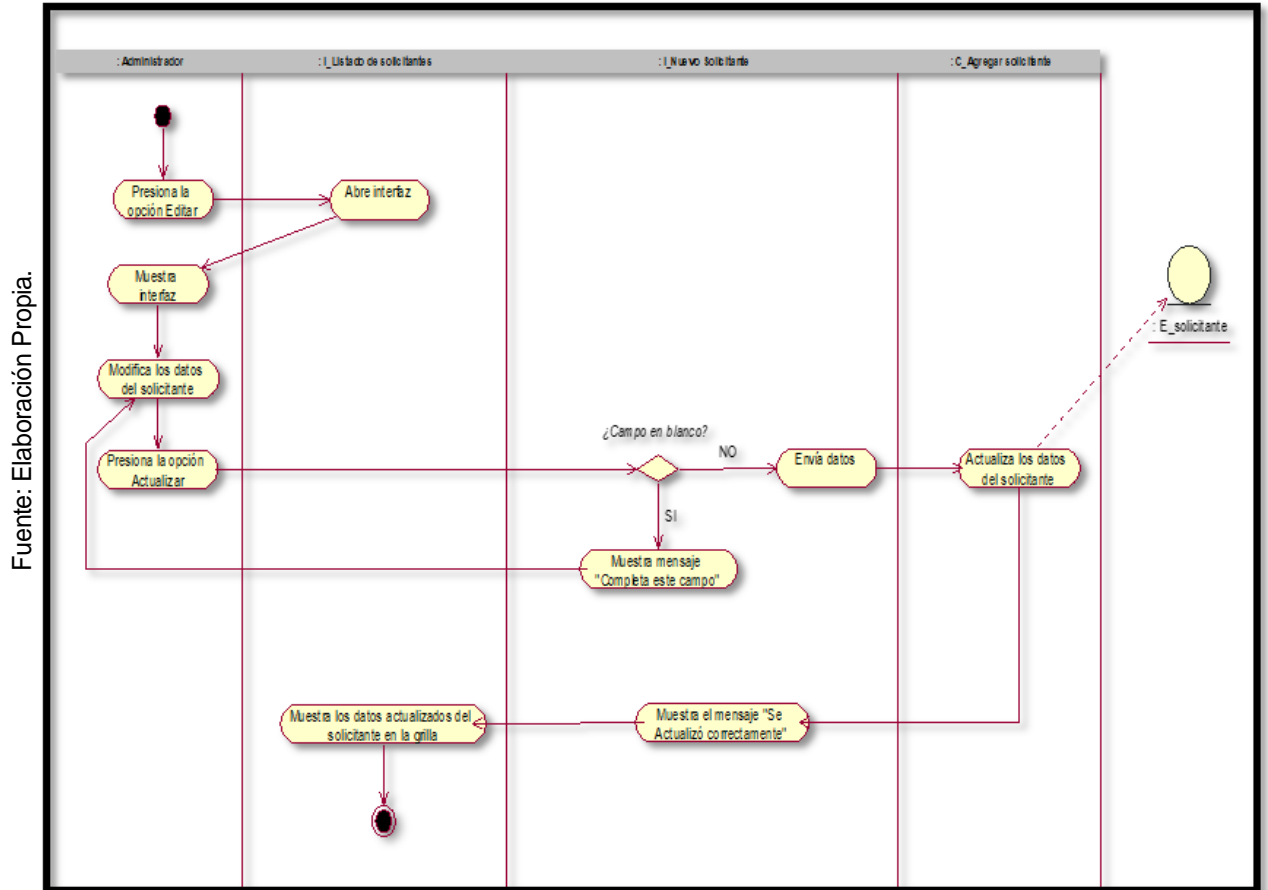 : Administrador
: I_Listado de solicitantes
: I_Nuevo Solicitante
: C_Agregar solicitante
Presiona la
opción Editar
Abre interfaz
Muestra
interfaz
: E_solicitante
Modifica los datos
del solicitante
¿Campo en blanco?
NO
Presiona la opción
Actualizar
Envía datos
Actualiza los datos
del solicitante
SI
Muestra mensaje
"Completa este campo"
Muestra los datos actualizados del
solicitante en la grilla
Muestra el mensaje "Se
Actualizó correctamente"
Fuente: Elaboración Propia.